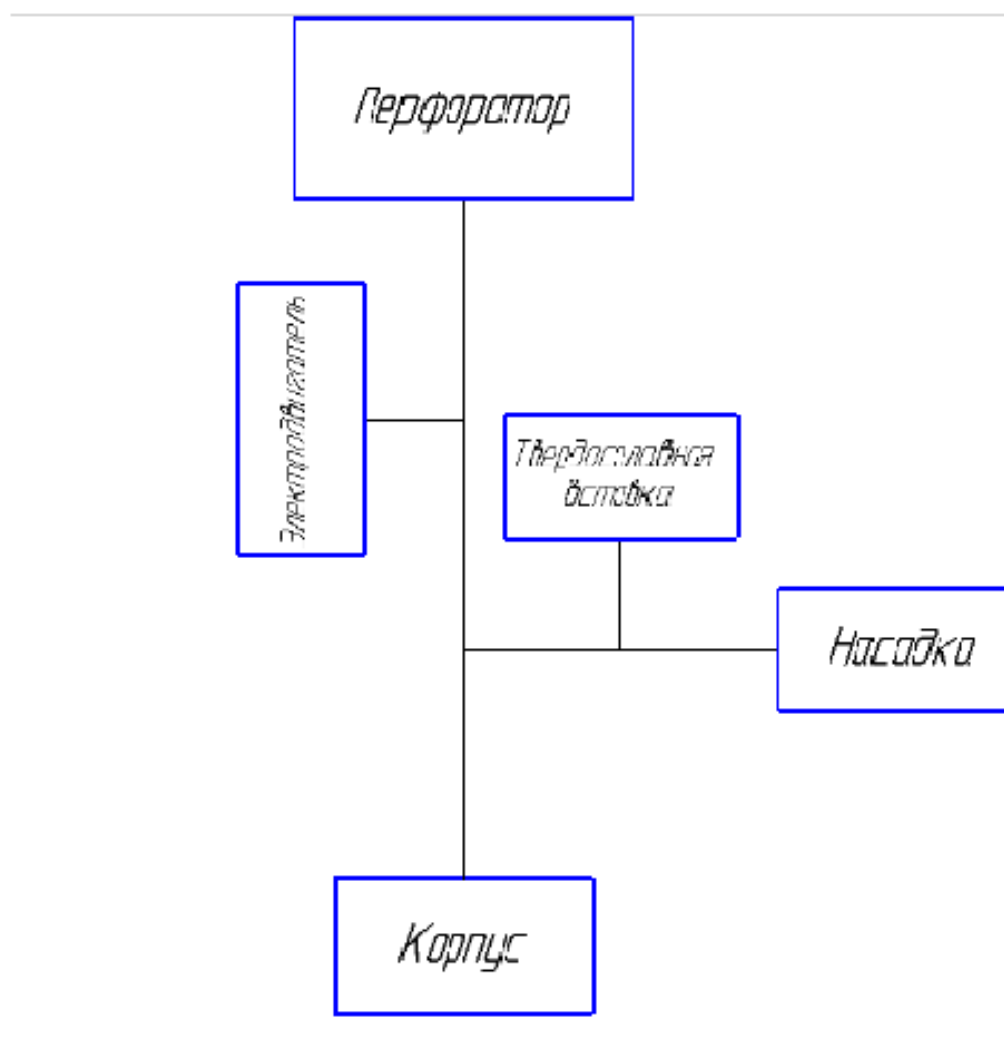 Перфоратор
Электродвигатель
Твердосплавная
вставка
Насадка
Корпус